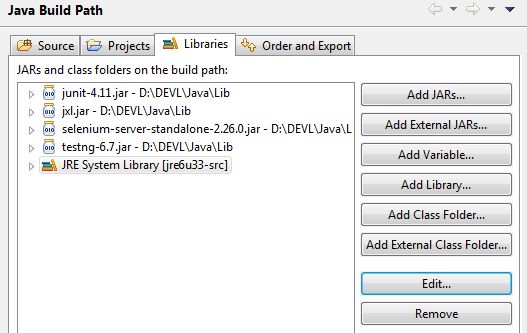 Java Build Path
Source
Projects
Libraries
Order and Export
JARs and class folders on the build path:
junit-4.11.jar - D:\DEVL\Java\Lib
jxl.jar - D:\DEVL\Java\Lib
selenium-server-standalone-2.26.0.jar - D:\DEVL\Java\L
testng-6.7.jar - D:\DEVL\Java\Lib
JRE System Library [jre6u33-src]
Add JARs...
Add External JARs...
Add Variable...
Add Library...
Add Class Folder...
Add External Class Folder...
Edit...
Remove